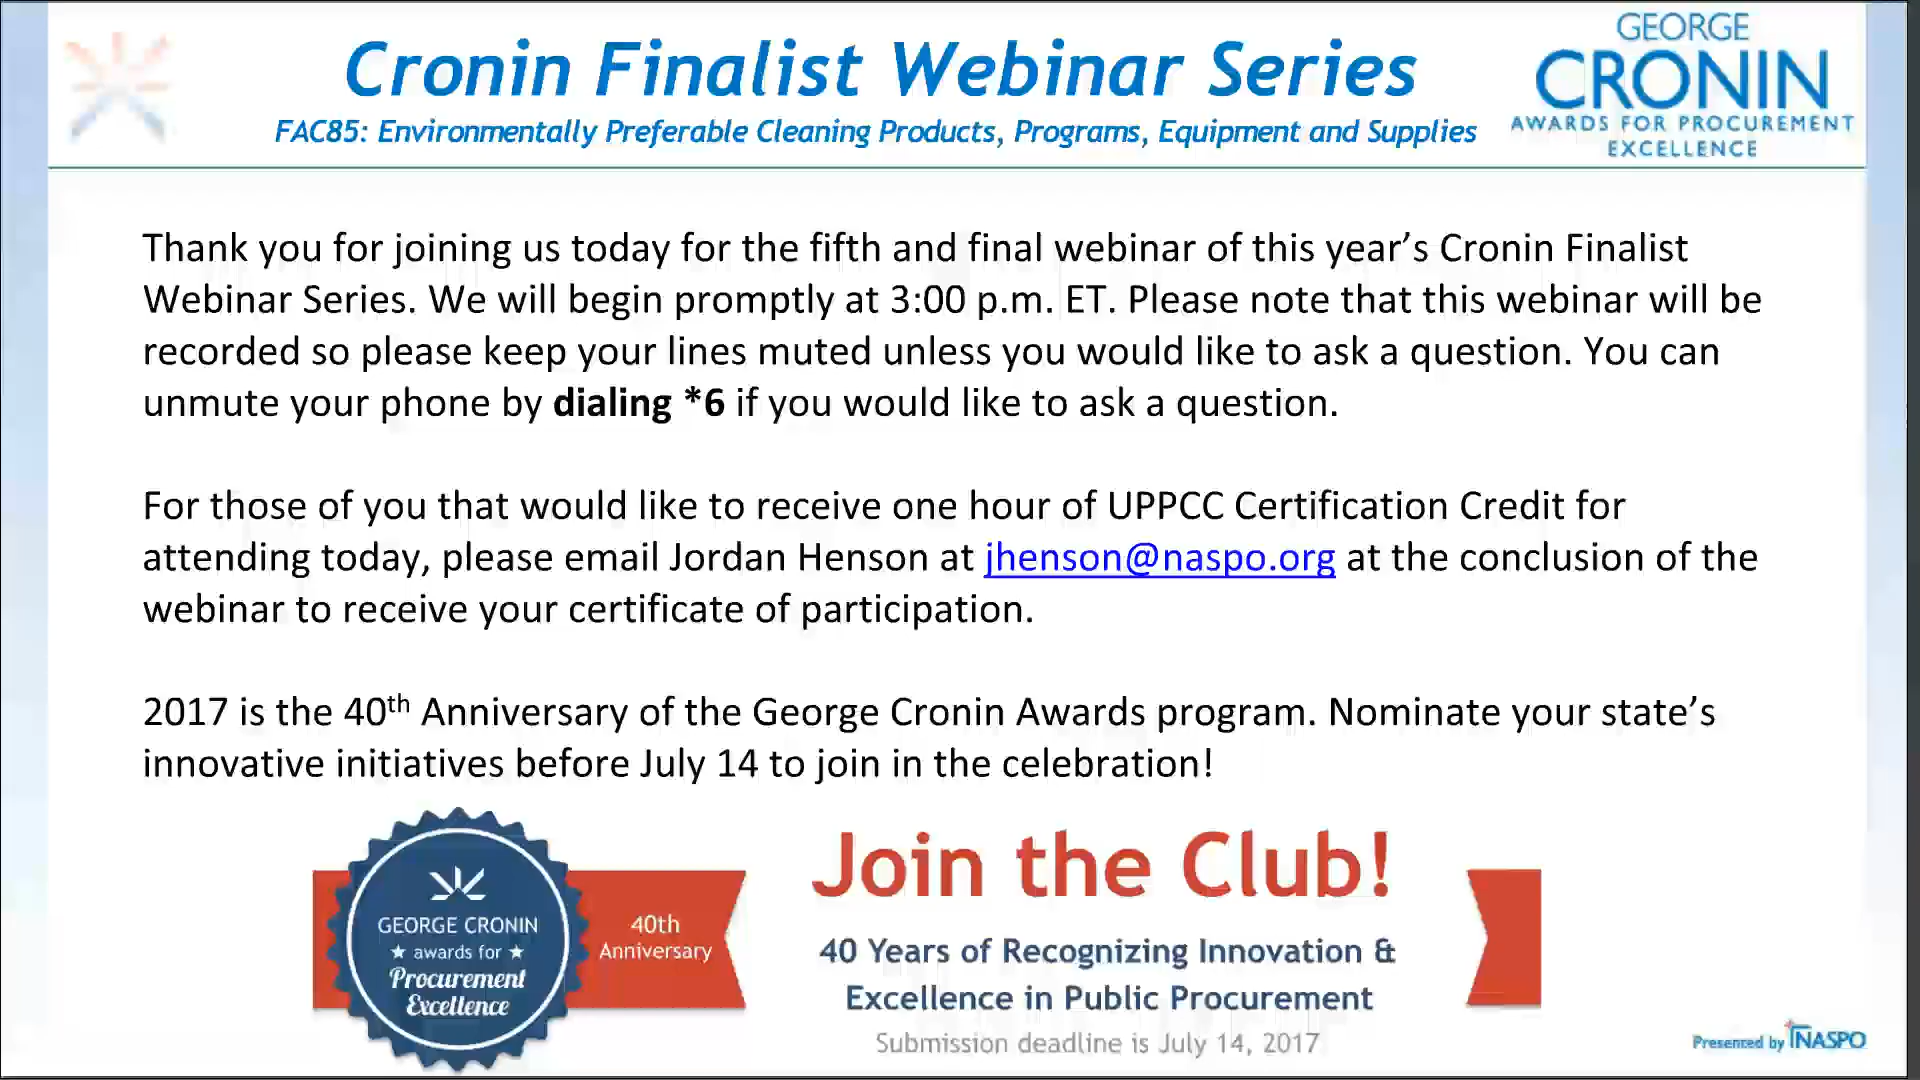 Cronin Finalist Webinar Series
FAC85: Environmentally Preferable Cleaning Products, Programs, Equipment and Supplies
GEORGE
CRONIN
AWARDS FOR PROCUREMENT
EXCELLENCE
Thank you for joining us today for the fifth and final webinar of this year’s Cronin Finalist
Webinar Series. We will begin promptly at 3:00 p.m. ET. Please note that this webinar will be
recorded so please keep your lines muted unless you would like to ask a question. You can
unmute your phone by dialing *6 if you would like to ask a question.
For those of you that would like to receive one hour of UPPCC Certification Credit for
attending today, please email Jordan Henson at jhenson@naspo.org at the conclusion of the
webinar to receive your certificate of participation.
2017 is the 40th Anniversary of the George Cronin Awards program. Nominate your state’s
innovative initiatives before July 14 to join in the celebration!
GEORGE CRONIN
★ awards for ★
Procurement
Excellence
40th
Anniversary
Join the Club!
40 Years of Recognizing Innovation &
Excellence in Public Procurement
Submission deadline is July 14, 2017
Presented by NASPO